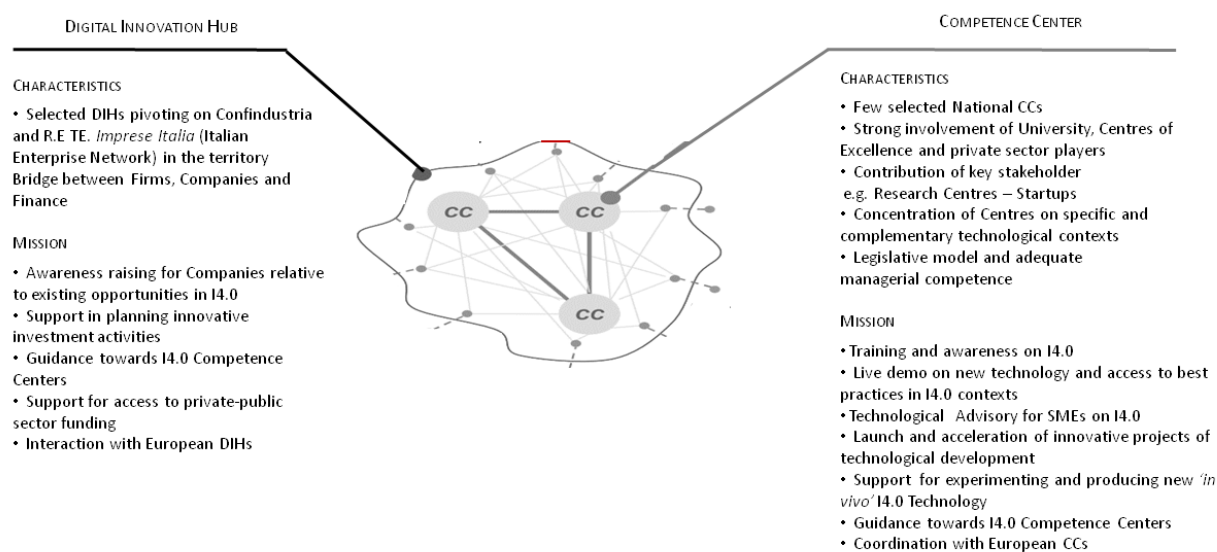 DIGITAL INNOVATION HUB
CHARACTERISTICS
• Selected DIHs pivoting on Confindustria
and R.E TE. Imprese Italia (Italian
Enterprise Network) in the territory
Bridge between Firms, Companies and
Finance
MISSION
• Awareness raising for Companies relative
to existing opportunities in I4.0
• Support in planning innovative
investment activities
• Guidance towards I4.0 Competence
Centers
• Support for access to private-public
sector funding
• Interaction with European DIHs
CC
CC
CC
COMPETENCE CENTER
CHARACTERISTICS
• Few selected National CCs
• Strong involvement of University, Centres of
Excellence and private sector players
• Contribution of key stakeholder
e.g. Research Centres – Startups
• Concentration of Centres on specific and
complementary technological contexts
• Legislative model and adequate
managerial competence
MISSION
•Training and awareness on I4.0
• Live demo on new technology and access to best
practices in I4.0 contexts
•Technological Advisory for SMEs on I4.0
• Launch and acceleration of innovative projects of
technological development
• Support for experimenting and producing new ‘in
vivo’ I4.0 Technology
• Guidance towards I4.0 Competence Centers
• Coordination with European CCs